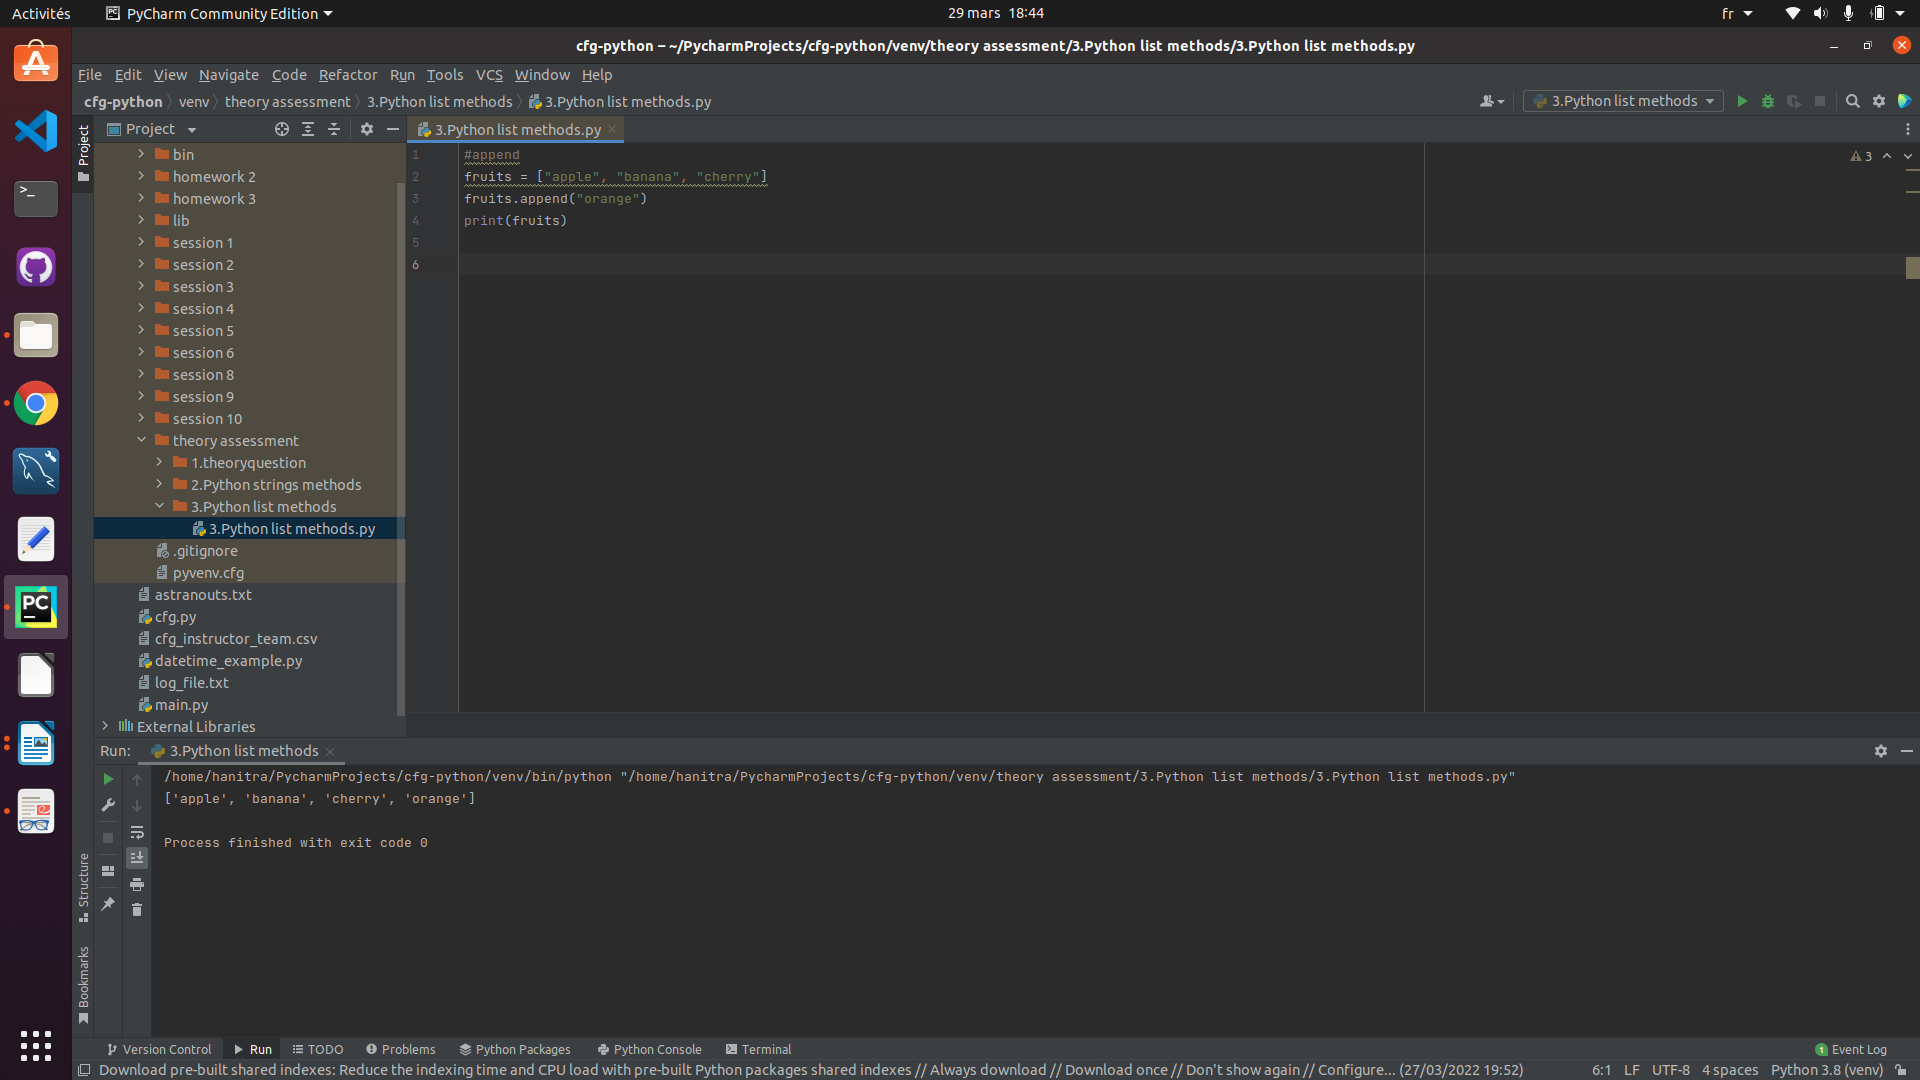 Activités
PyCharm Community Edition
29 mars 18:44
fr
cfg-python – ~/PycharmProjects/cfg-python/venv/theory assessment/3.Python list methods/3.Python list methods.py
File Edit View Navigate Code Refactor Run Tools VCS Window Help
cfg-python venv theory assessment 3.Python list methods 3.Python list methods.py
3.Python list methods
Project
Project
bin
homework 2
homework 3
lib
session 1
session 2
session 3
session 4
session 5
session 6
session 8
session 9
session 10
theory assessment
1.theoryquestion
2.Python strings methods
3.Python list methods
3.Python list methods.py
.gitignore
pyvenv.cfg
astranouts.txt
cfg.py
cfg_instructor_team.csv
datetime_example.py
log_file.txt
main.py
External Libraries
3.Python list methods.py
3
1 #append
2 fruits = ["apple", "banana", "cherry"]
3 fruits.append("orange")
4 print(fruits)
5
6
Run: 3.Python list methods
/home/hanitra/PycharmProjects/cfg-python/venv/bin/python "/home/hanitra/PycharmProjects/cfg-python/venv/theory assessment/3.Python list methods/3.Python list methods.py"
['apple', 'banana', 'cherry', 'orange']
Process finished with exit code 0
Structure
Bookmarks
Version Control Run TODO Problems Python Packages Python Console Terminal
1 Event Log
Download pre-built shared indexes: Reduce the indexing time and CPU load with pre-built Python packages shared indexes // Always download // Download once // Don't show again // Configure... (27/03/2022 19:52)
6:1 LF UTF-8 4 spaces Python 3.8 (venv)
PC
>_